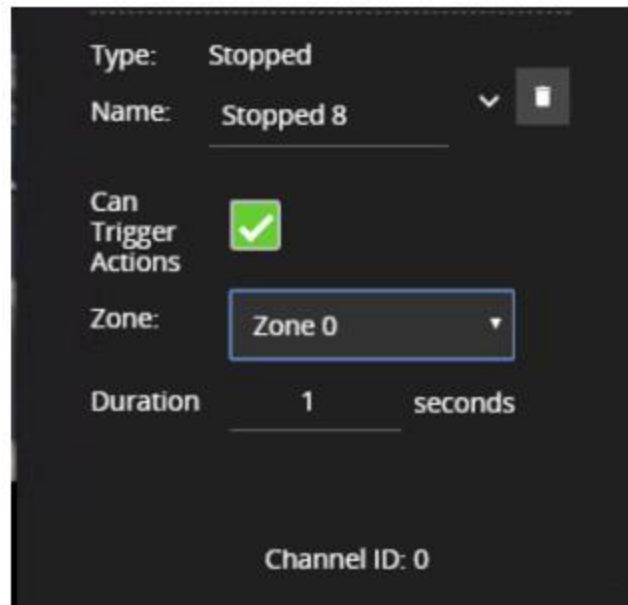 Type: Stopped
Name: Stopped 8
Can
Trigger
Actions
Zone: Zone 0
Duration 1 seconds
Channel ID: 0